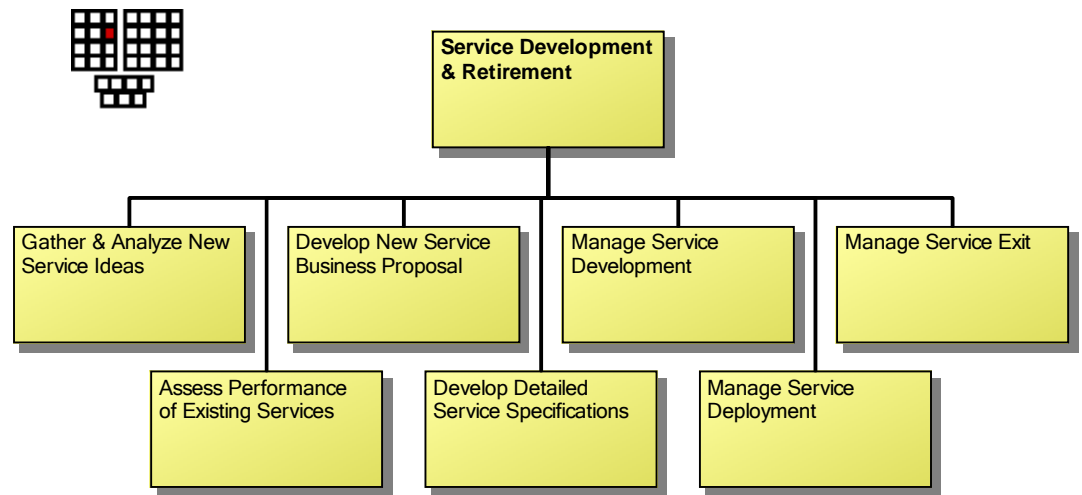 Service Development
& Retirement
Gather & Analyze New
Service Ideas
Develop New Service
Business Proposal
Manage Service
Development
Manage Service Exit
Assess Performance
of Existing Services
Develop Detailed
Service Specifications
Manage Service
Deployment